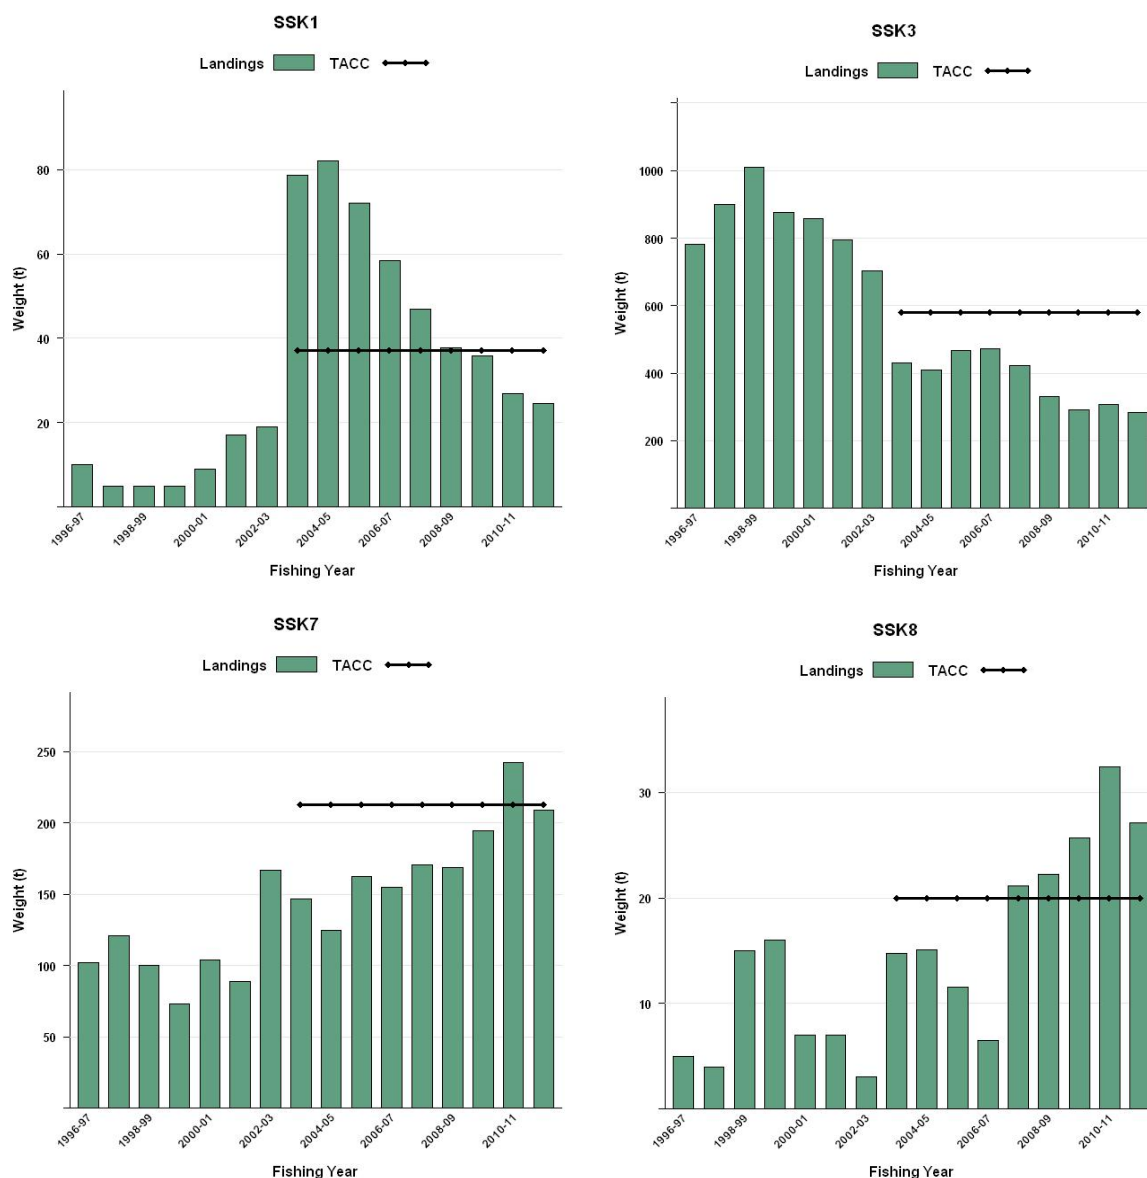 SSK1
Landings TACC
Weight (t)
80
60
40
20
1996-97 1998-99 2000-01 2002-03 2004-05 2006-07 2008-09 2010-11
Fishing Year
SSK3
Landings TACC
Weight (t)
1000
800
600
400
200
1996-97 1998-99 2000-01 2002-03 2004-05 2006-07 2008-09 2010-11
Fishing Year
SSK7
Landings TACC
Weight (t)
250
200
150
100
50
1996-97 1998-99 2000-01 2002-03 2004-05 2006-07 2008-09 2010-11
Fishing Year
SSK8
Landings TACC
Weight (t)
30
20
10
1996-97 1998-99 2000-01 2002-03 2004-05 2006-07 2008-09 2010-11
Fishing Year